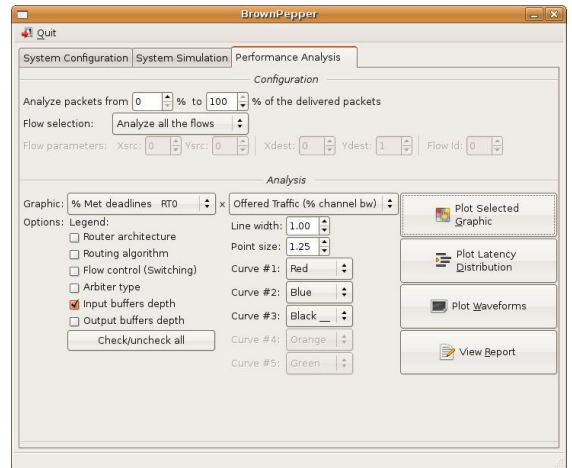 BrownPepper
Quit
System Configuration System Simulation Performance Analysis
Configuration
Analyze packets from 0 % to 100 % of the delivered packets
Flow selection: Analyze all the flows
Flow parameters: Xsrc: 0 Ysrc: 0 Xdest: 0 Ydest: 1 Flow Id: 0
Analysis
Graphic: % Met deadlines RT0 x Offered Traffic (% channel bw)
Options: Legend:
Router architecture
Routing algorithm
Flow control (Switching)
Arbiter type
Input buffers depth
Output buffers depth
Check/uncheck all
Line width: 1.00
Point size: 1.25
Curve #1: Red
Curve #2: Blue
Curve #3: Black __
Curve #4: Orange
Curve #5: Green
Plot Selected
Graphic
Plot Latency
Distribution
Plot Waveforms
View Report